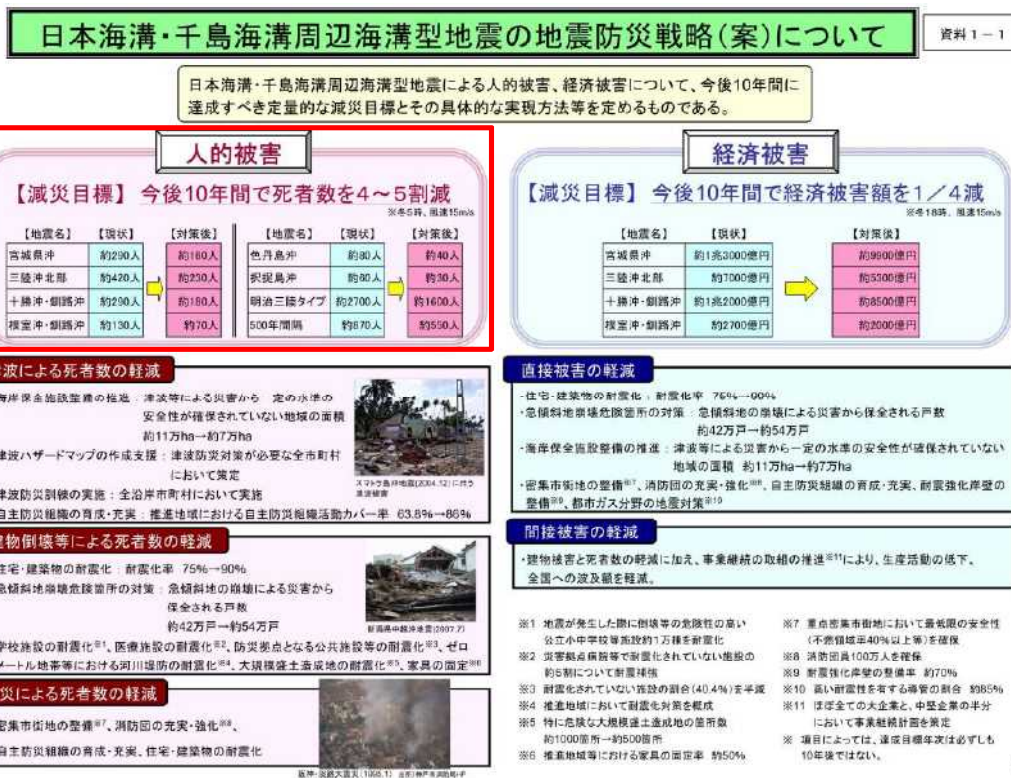 日本海溝・千島海溝周辺海溝型地震の地震防災戦略(案)について
資料1－1
日本海溝・千島海溝周辺海溝型地震による人的被害、経済被害について、今後10年間に
達成すべき定量的な減災目標とその具体的な実現方法等を定めるものである。
人的被害
【減災目標】 今後10年間で死者数を4～5割減
※冬5時、風速15m/s
【地震名】 【現状】 【対策後】 【地震名】 【現状】 【対策後】
宮城県沖 約290人 約160人 色丹島沖 約80人 約40人
三陸沖北部 約420人 約230人 択捉島沖 約60人 約30人
十勝沖・釧路沖 約290人 約180人 明治三陸タイプ 約2700人 約1600人
根室沖・釧路沖 約130人 約70人 500年間隔 約870人 約550人
経済被害
【減災目標】 今後10年間で経済被害額を1／4減
※冬18時、風速15m/s
【地震名】 【現状】 【対策後】
宮城県沖 約1兆3000億円 約9900億円
三陸沖北部 約7000億円 約5300億円
十勝沖・釧路沖 約1兆2000億円 約8500億円
根室沖・釧路沖 約2700億円 約2000億円
波による死者数の軽減
海岸保全施設整備の推進：津波等による災害から一定の水準の
安全性が確保されていない地域の面積
約11万ha→約7万ha
津波ハザードマップの作成支援：津波防災対策が必要な全市町村
において策定
津波防災訓練の実施：全沿岸市町村において実施
自主防災組織の育成・充実：推進地域における自主防災組織活動カバー率 63.8%→86%
スマトラ島沖地震(2004.12)に伴う
津波被害
物倒壊等による死者数の軽減
住宅・建築物の耐震化：耐震化率 75%→90%
急傾斜地崩壊危険箇所の対策：急傾斜地の崩壊による災害から
保全される戸数
約42万戸→約54万戸
新潟県中越沖地震(2007.7)
学校施設の耐震化※1、医療施設の耐震化※2、防災拠点となる公共施設等の耐震化※3、ゼロ
メートル地帯等における河川堤防の耐震化※4、大規模盛土造成地の耐震化※5、家具の固定※6
災による死者数の軽減
密集市街地の整備※7、消防団の充実・強化※8、
自主防災組織の育成・充実、住宅・建築物の耐震化
阪神・淡路大震災(1995.1)
直接被害の軽減
・住宅・建築物の耐震化：耐震化率 75%→90%
・急傾斜地崩壊危険箇所の対策：急傾斜地の崩壊による災害から保全される戸数
約42万戸→約54万戸
・海岸保全施設整備の推進：津波等による災害から一定の水準の安全性が確保されていない
地域の面積 約11万ha→約7万ha
・密集市街地の整備※7、消防団の充実・強化※8、自主防災組織の育成・充実、耐震強化岸壁の
整備※9、都市ガス分野の地震対策※10
間接被害の軽減
・建物被害と死者数の軽減に加え、事業継続の取組の推進※11により、生産活動の低下、
全国への波及額を軽減。
※1 地震が発生した際に倒壊等の危険性の高い
公立小中学校等施設約1万棟を耐震化
※2 災害拠点病院等で耐震化されていない施設の
約5割について耐震補強
※3 耐震化されていない施設の割合(40.4%)を半減
※4 推進地域において耐震対策を概成
※5 特に危険な大規模盛土造成地の箇所数
約1000箇所→約500箇所
※6 推進地域等における家具の固定率 約50%
※7 重点密集市街地において最低限の安全性
(不燃領域率40%以上等)を確保
※8 消防団員100万人を確保
※9 耐震強化岸壁の整備率 約70%
※10 高い耐震性を有する導管の割合 約85%
※11 ほぼ全ての大企業と、中堅企業の半分
において事業継続計画を策定
※ 項目によっては、達成目標年次は必ずしも
10年後ではない。